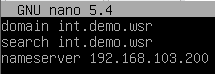 GNU nano 5.4
domain int.demo.wsr
search int.demo.wsr
nameserver 192.168.103.200